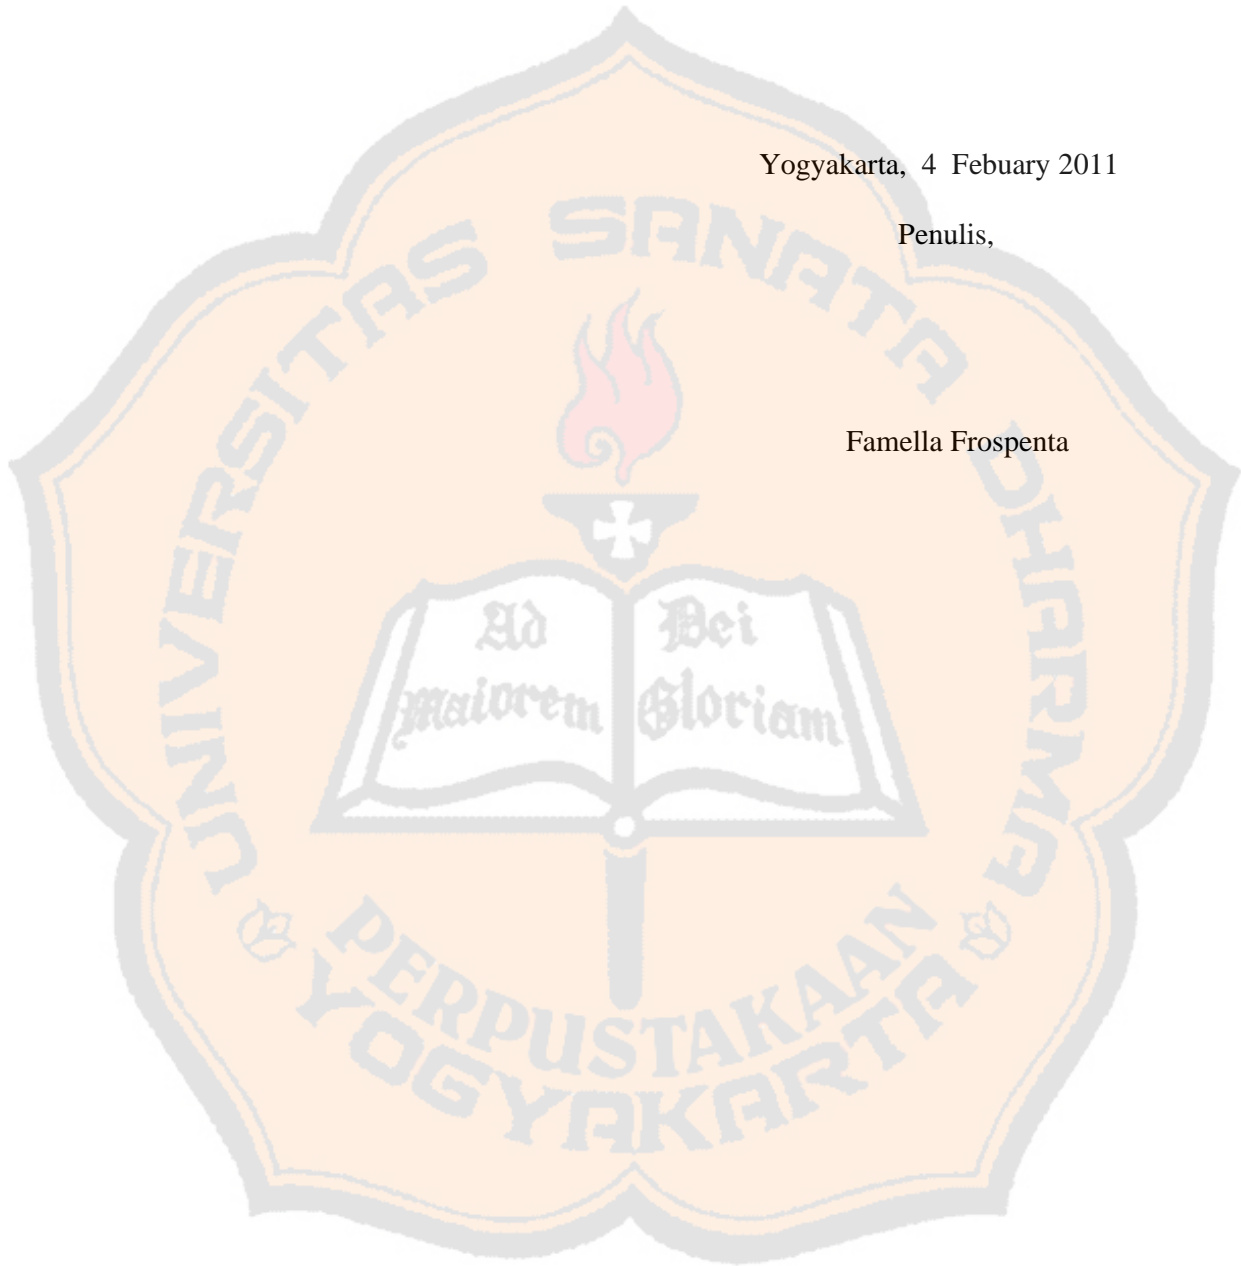 Yogyakarta, 4 Febuary 2011
Penulis,
Famella Frospenta
UNIVERSITAS SANATA DHARMA
Ad
maiorem
Dei
Gloriam
PERPUSTAKAAN
YOGYAKARTA